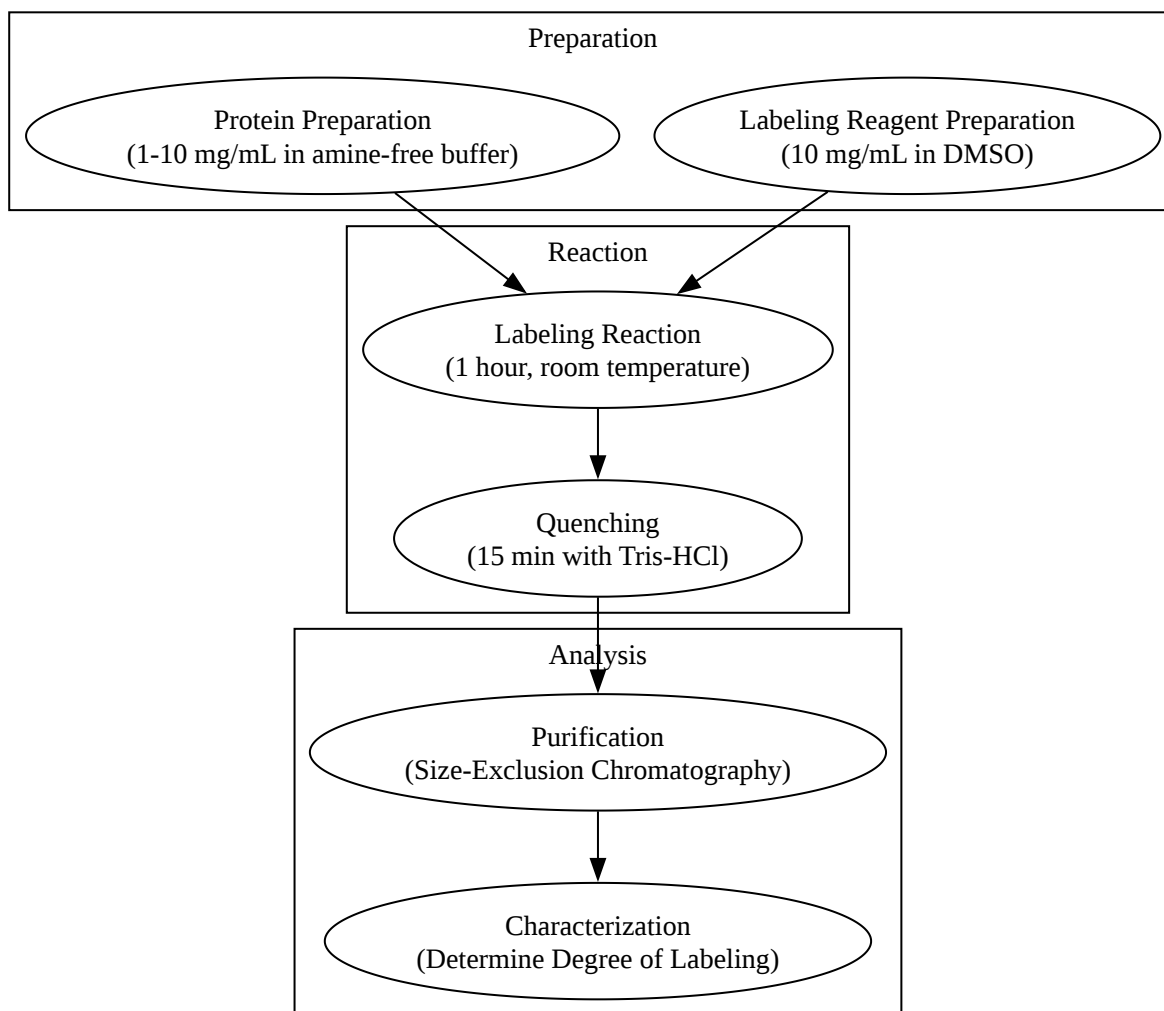 Preparation
Protein Preparation
(1-10 mg/mL in amine-free buffer)
Labeling Reagent Preparation
(10 mg/mL in DMSO)
Reaction
Labeling Reaction
(1 hour, room temperature)
Quenching
(15 min with Tris-HCl)
Analysis
Purification
(Size-Exclusion Chromatography)
Characterization
(Determine Degree of Labeling)